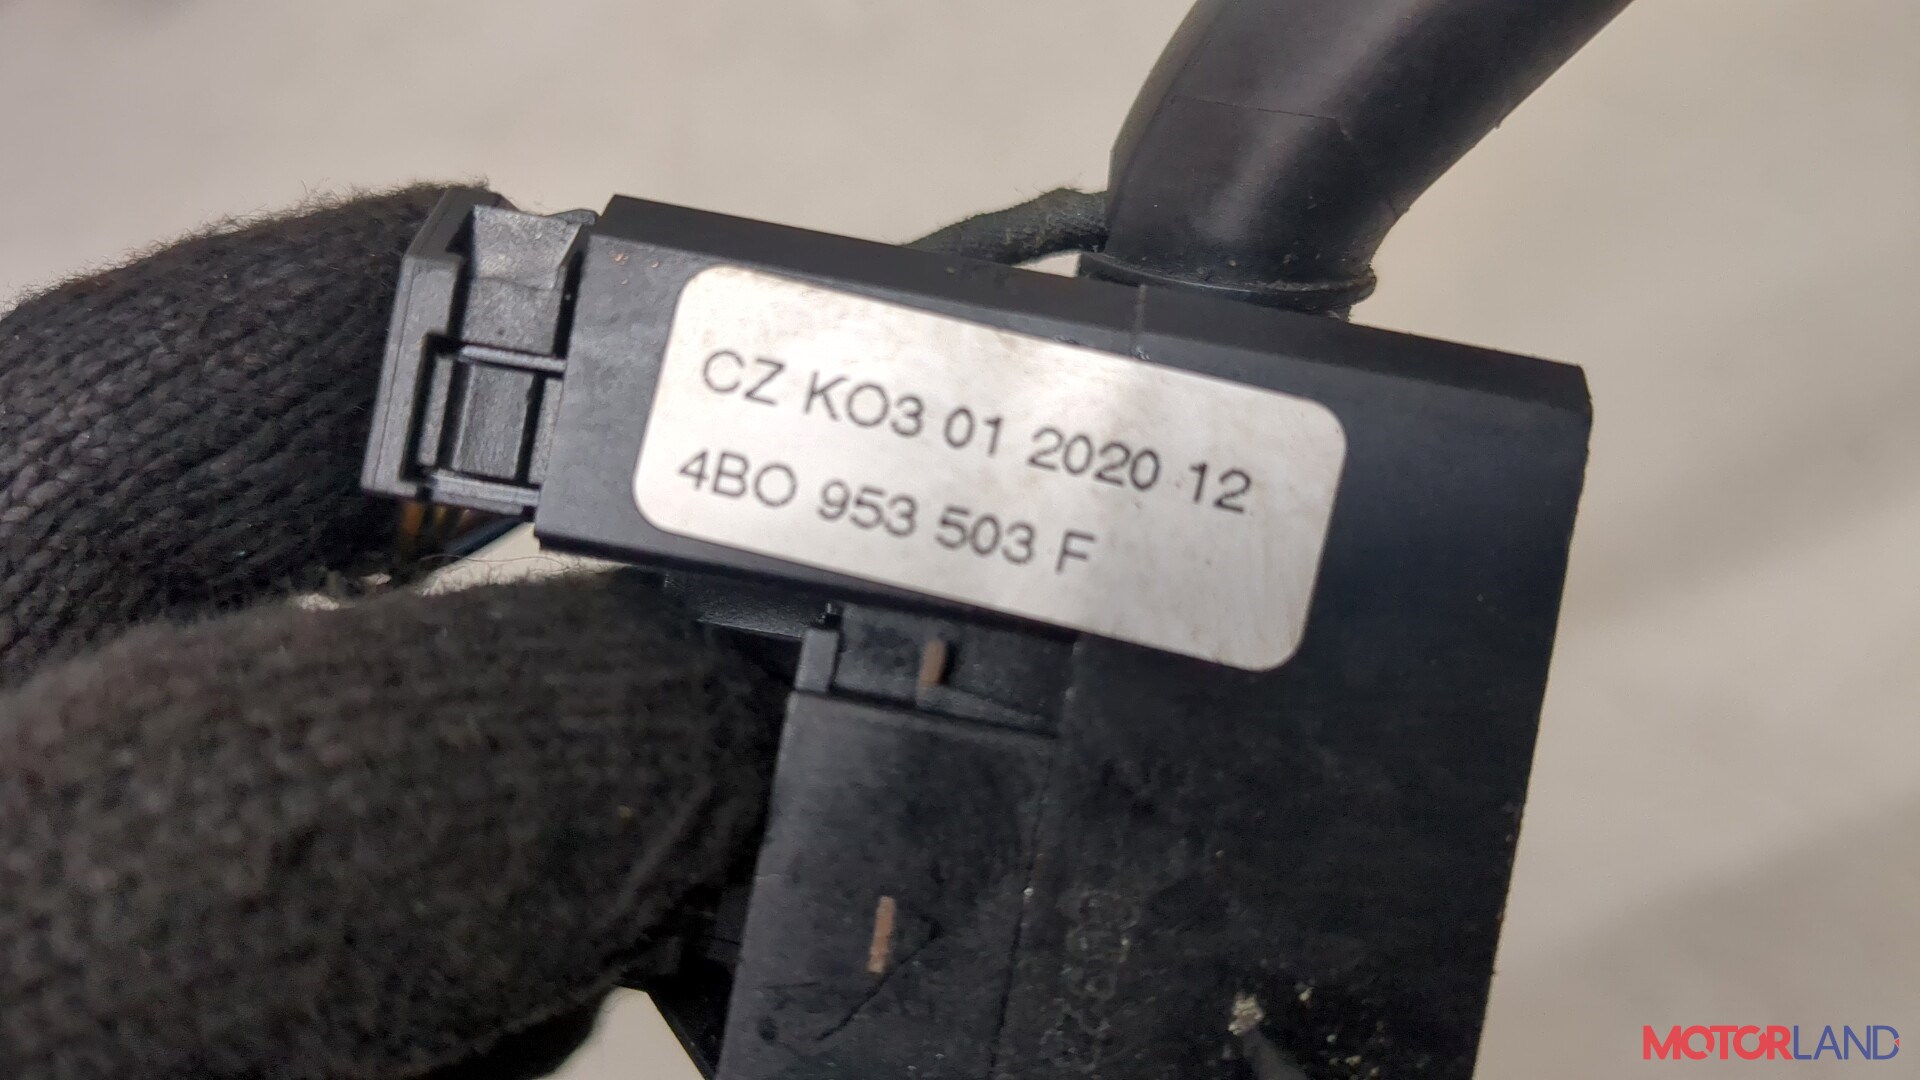 CZ KO3 01 2020 12
4BO 953 503 F
MOTORLAND